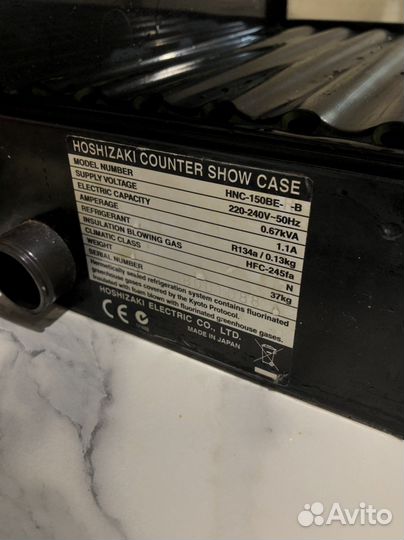 HOSHIZAKI COUNTER SHOW CASE
MODEL NUMBER HNC-150BE- -B
SUPPLY VOLTAGE 220-240V~50Hz
ELECTRIC CAPACITY 0.67kVA
AMPERAGE 1.1A
REFRIGERANT R134a / 0.13kg
INSULATION BLOWING GAS HFC-245fa
CLIMATIC CLASS N
WEIGHT 37kg
SERIAL NUMBER
Hermetically sealed refrigeration system contains fluorinated
greenhouse gases covered by the Kyoto Protocol.
foam blown with fluorinated greenhouse gases.
HOSHIZAKI ELECTRIC CO., LTD.
CE MADE IN JAPAN
Avito